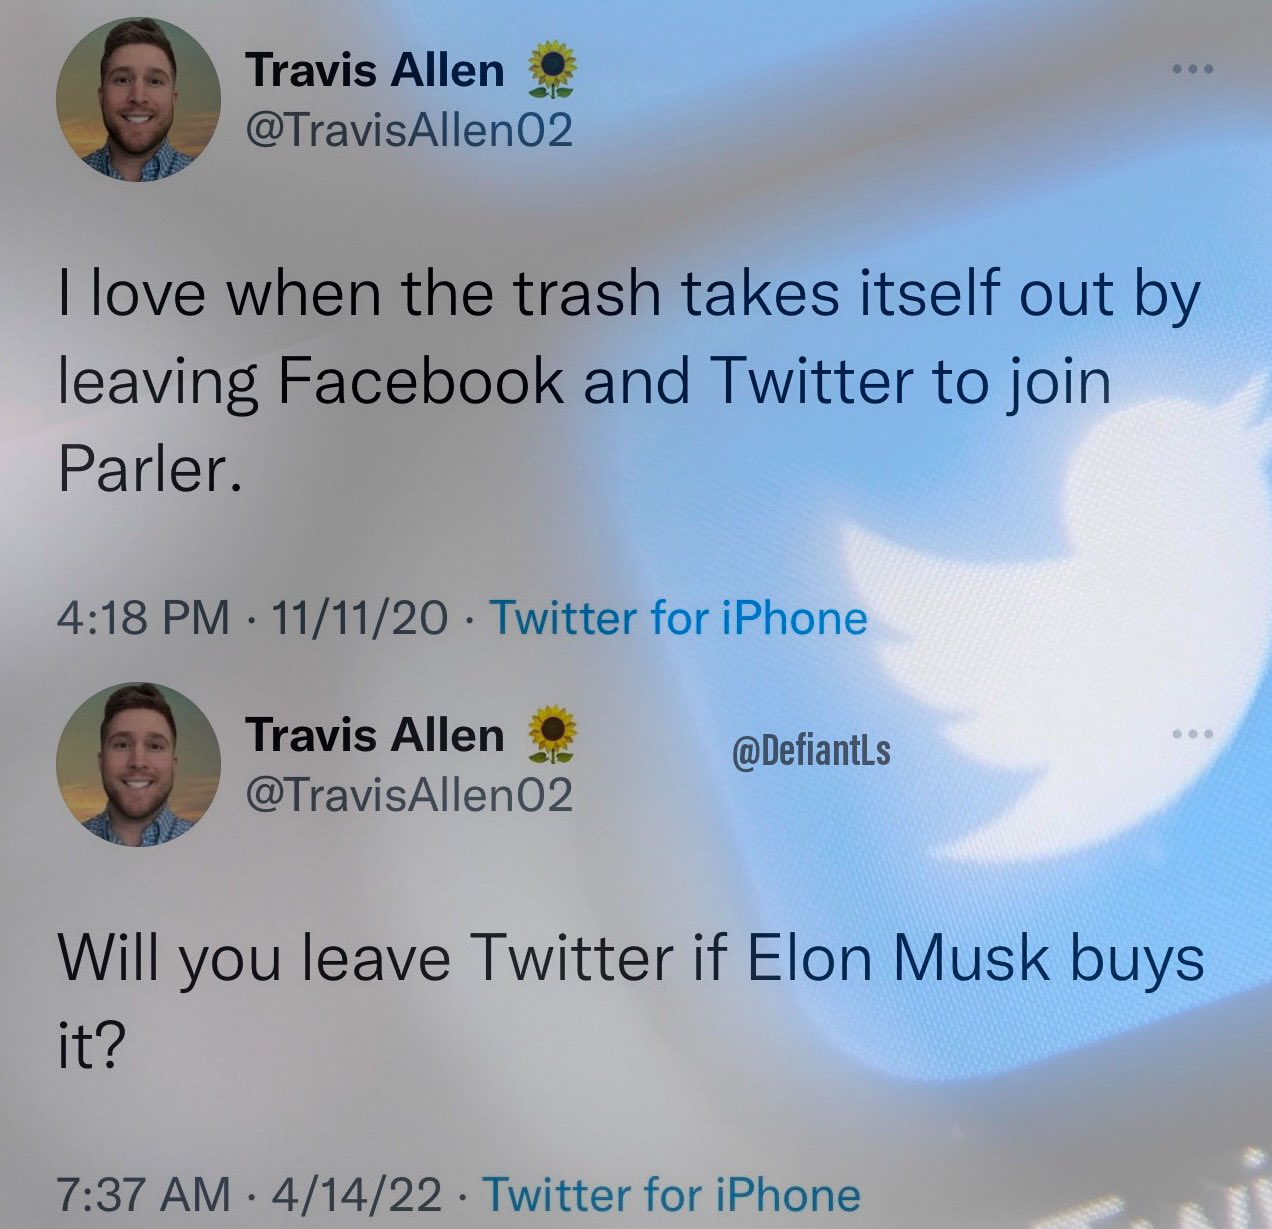 Travis Allen 🌻
@TravisAllen02
I love when the trash takes itself out by
leaving Facebook and Twitter to join
Parler.
4:18 PM · 11/11/20 · Twitter for iPhone
Travis Allen 🌻
@TravisAllen02
@DefiantLs
Will you leave Twitter if Elon Musk buys
it?
7:37 AM · 4/14/22 · Twitter for iPhone